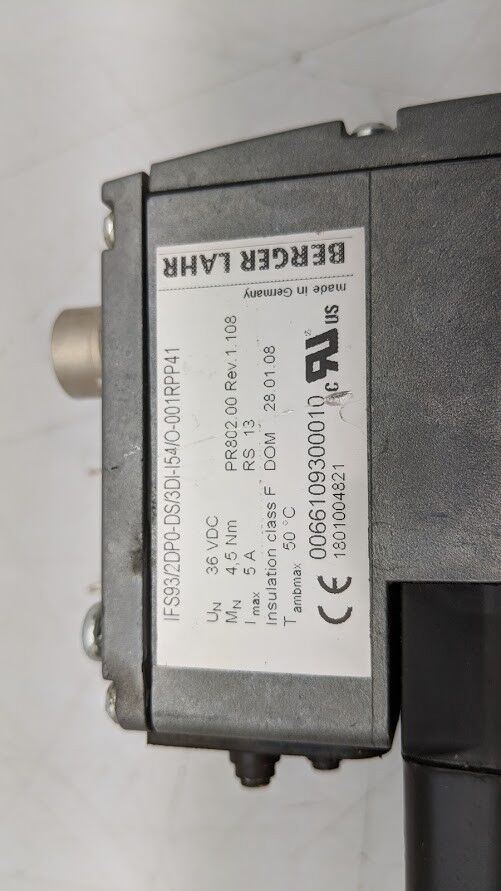 IFS93/2DP0-DS/3DI-I54/O-001RPP41
UN 36 VDC
MN 4,5 Nm PR802.00 Rev.1.108
Imax 5 A RS 13
Insulation class F DOM 28.01.08
Tambmax 50 °C
CE 0066109300010 c RU US
1801004821
BERGER LAHR
made in Germany